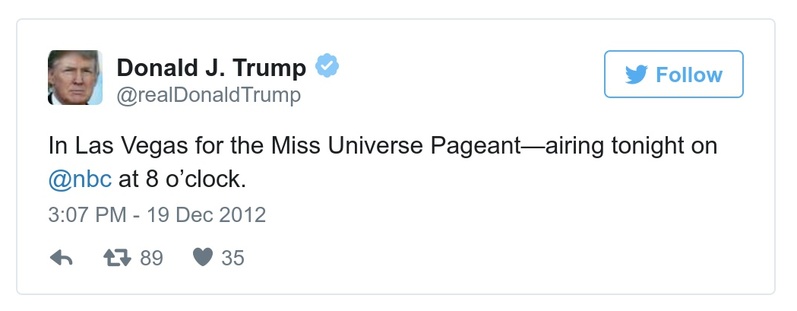 Donald J. Trump
@realDonaldTrump
Follow
In Las Vegas for the Miss Universe Pageant—airing tonight on
@nbc at 8 o’clock.
3:07 PM - 19 Dec 2012
89 35